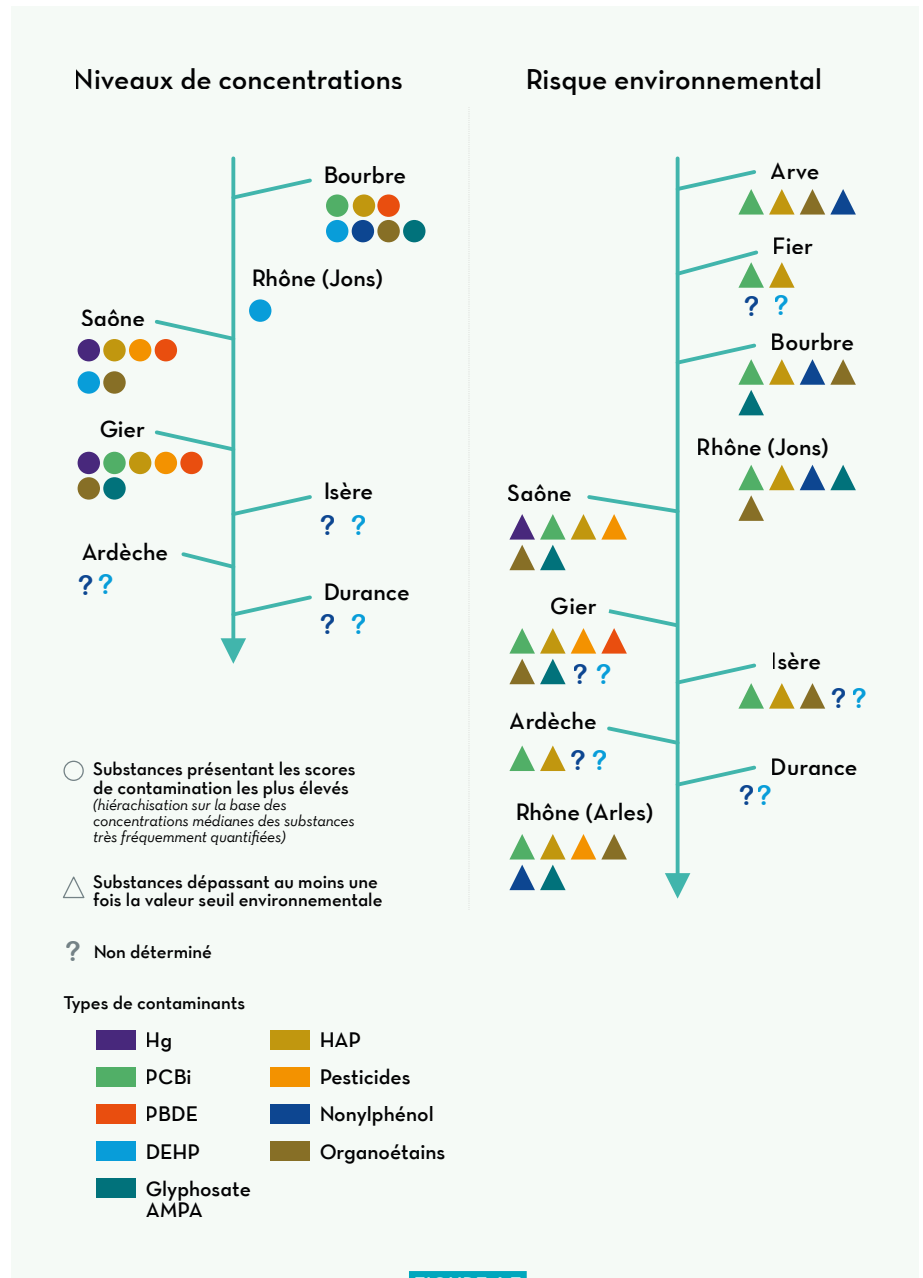 Niveaux de concentrations
Bourbre
Rhône (Jons)
Saône
Gier
Isère
? ?
Ardèche
? ?
Durance
? ?
Substances présentant les scores
de contamination les plus élevés
(hiérachisation sur la base des
concentrations médianes des substances
très fréquemment quantifiées)
Substances dépassant au moins une
fois la valeur seuil environnementale
? Non déterminé
Types de contaminants
Hg
PCBi
PBDE
DEHP
Glyphosate
AMPA
HAP
Pesticides
Nonylphénol
Organoétains
Risque environnemental
Arve
Fier
? ?
Bourbre
Rhône (Jons)
Saône
Gier
? ?
Isère
? ?
Ardèche
? ?
Durance
? ?
Rhône (Arles)